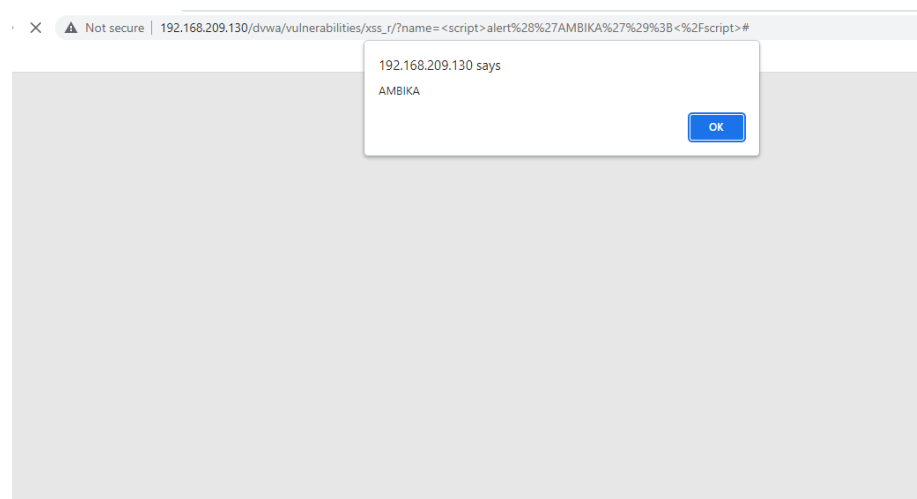 Not secure | 192.168.209.130/dvwa/vulnerabilities/xss_r/?name=<script>alert%28%27AMBIKA%27%29%3B<%2Fscript>#
192.168.209.130 says
AMBIKA
OK